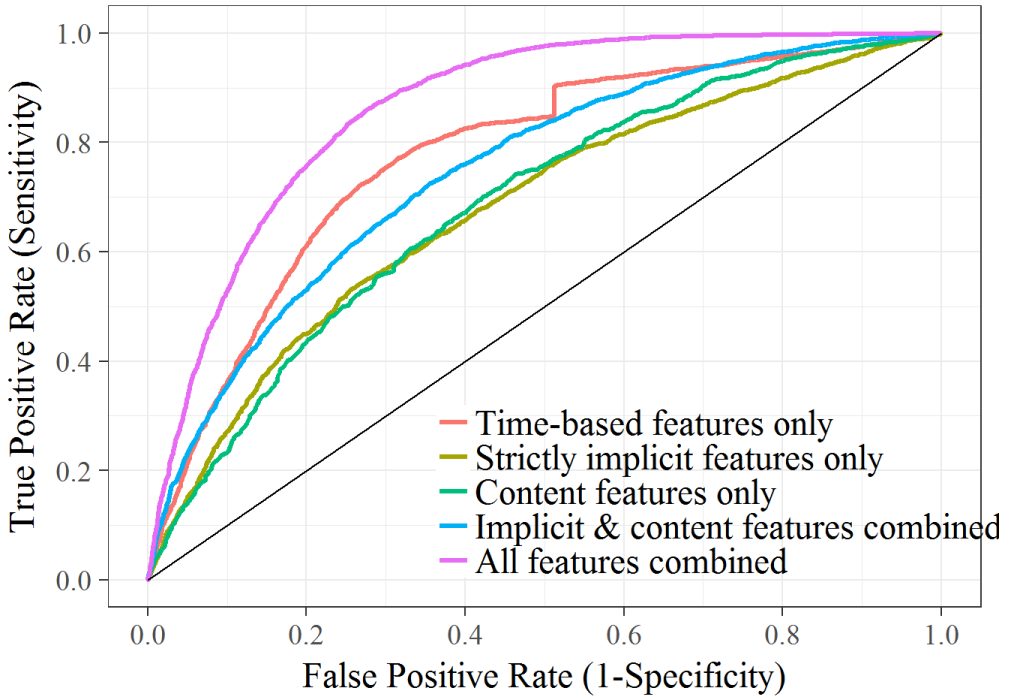 True Positive Rate (Sensitivity)
1.0
0.8
0.6
0.4
0.2
0.0
Time-based features only
Strictly implicit features only
Content features only
Implicit & content features combined
All features combined
0.0 0.2 0.4 0.6 0.8 1.0
False Positive Rate (1-Specificity)